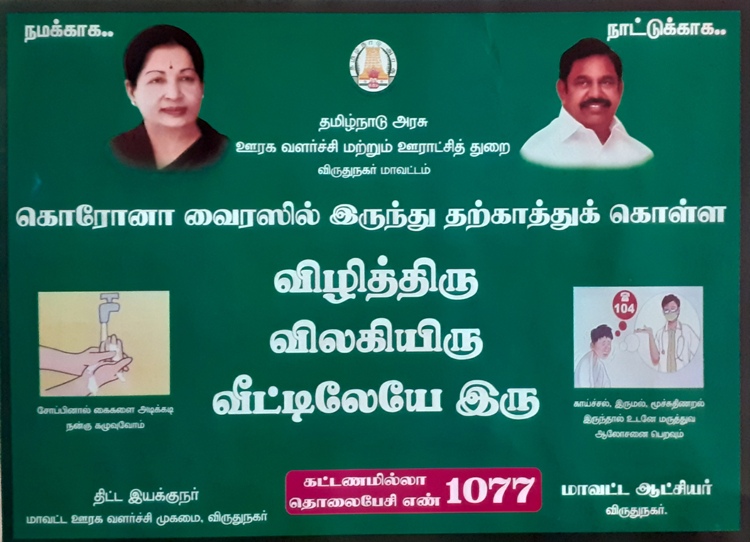 நமக்காக..
நாட்டுக்காக..
தமிழ்நாடு அரசு
ஊரக வளர்ச்சி மற்றும் ஊராட்சித் துறை
விருதுநகர் மாவட்டம்
கொரோனா வைரஸில் இருந்து தற்காத்துக் கொள்ள
விழித்திரு
விலகியிரு
வீட்டிலேயே இரு
104
சோப்பினால் கைகளை அடிக்கடி
நன்கு கழுவுவோம்
காய்ச்சல், இருமல், மூச்சுதிணறல்
இருந்தால் உடனே மருத்துவ
ஆலோசனை பெறவும்
கட்டணமில்லா
தொலைபேசி எண் 1077
திட்ட இயக்குநர்
மாவட்ட ஊரக வளர்ச்சி முகமை, விருதுநகர்
மாவட்ட ஆட்சியர்
விருதுநகர்.